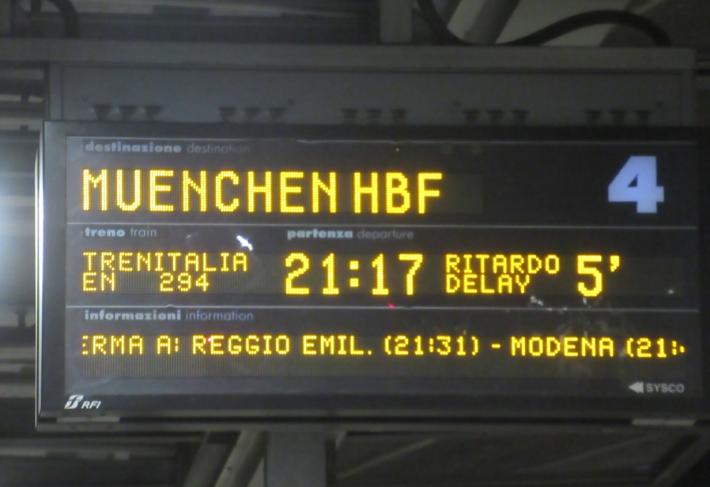 destinazione destination
MUENCHEN HBF
4
treno train
partenza departure
TRENITALIA
EN 294
21:17
RITARDO
DELAY
5'
informazioni information
ERMA A: REGGIO EMIL. (21:31) - MODENA (21:
SYSCO
RFI